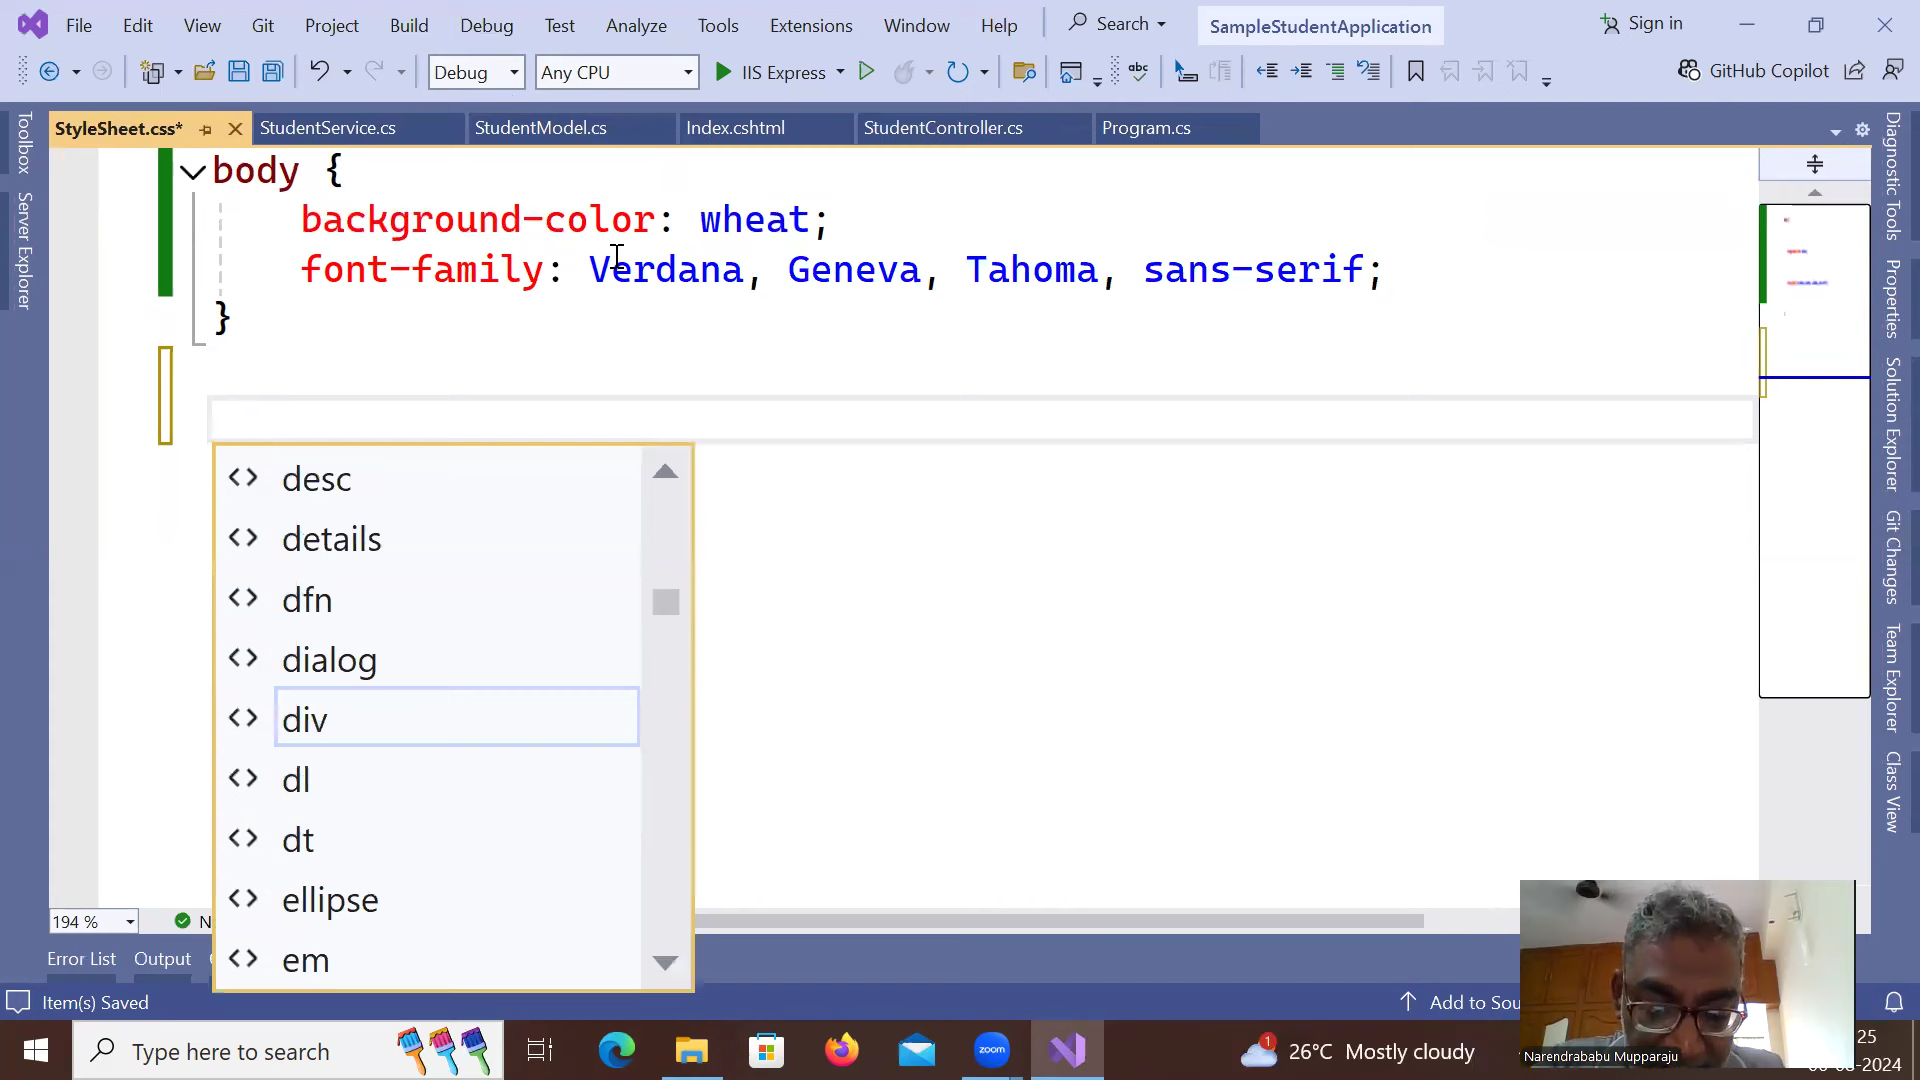 File Edit View Git Project Build Debug Test Analyze Tools Extensions Window Help Search SampleStudentApplication Sign in
Debug Any CPU IIS Express abc GitHub Copilot
StyleSheet.css* StudentService.cs StudentModel.cs Index.cshtml StudentController.cs Program.cs
Toolbox
Server Explorer
body {
background-color: wheat;
font-family: Verdana, Geneva, Tahoma, sans-serif;
}
<> desc
<> details
<> dfn
<> dialog
<> div
<> dl
<> dt
<> ellipse
<> em
Diagnostic Tools
Properties
Solution Explorer
Git Changes
Team Explorer
Class View
194 %
Error List Output
Item(s) Saved Add to Sou
Type here to search zoom 1 26°C Mostly cloudy 25
Narendrababu Mupparaju